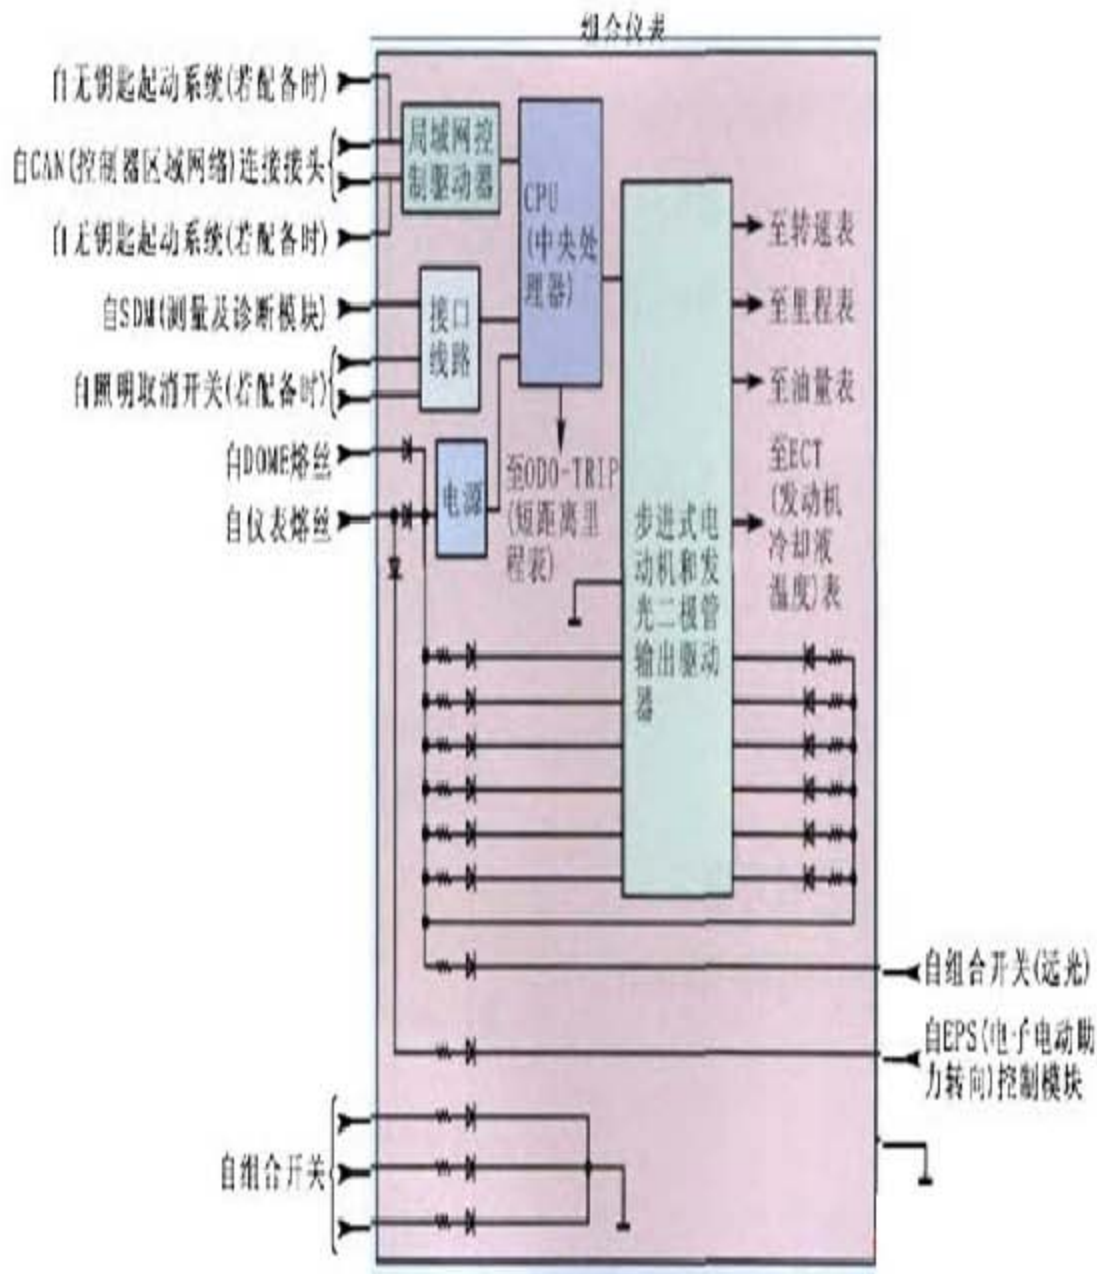 组合仪表
自无钥匙起动系统(若配备时)
自CAN(控制器区域网络)连接接头
自无钥匙起动系统(若配备时)
自SDM(测量及诊断模块)
自照明取消开关(若配备时)
自DOME熔丝
自仪表熔丝
局域网控
制驱动器
CPU
(中央处
理器)
接口
线路
电源
至ODO-TRIP
(短距离里
程表)
步进式电
动机和发
光二极管
输出驱动
器
至转速表
至里程表
至油量表
至ECT
(发动机
冷却液
温度)表
自组合开关(远光)
自EPS(电子电动助
力转向)控制模块
自组合开关